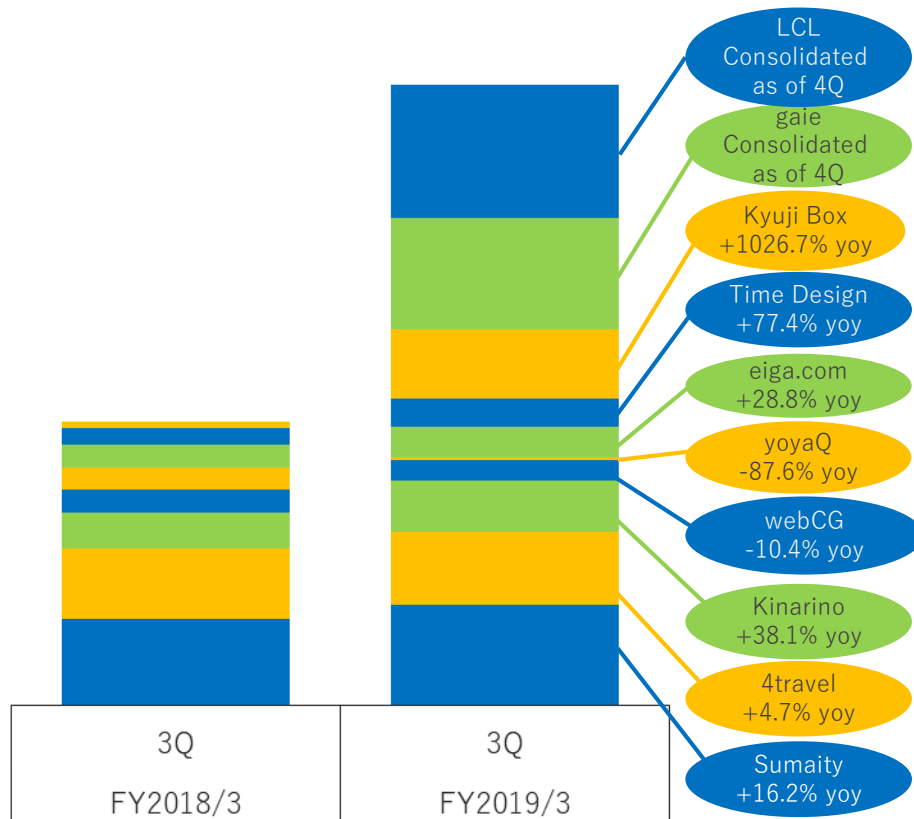 LCL
Consolidated
as of 4Q
gaie
Consolidated
as of 4Q
Kyuji Box
+1026.7% yoy
Time Design
+77.4% yoy
eiga.com
+28.8% yoy
yoyaQ
-87.6% yoy
webCG
-10.4% yoy
Kinarino
+38.1% yoy
4travel
+4.7% yoy
Sumaity
+16.2% yoy
3Q
FY2018/3
3Q
FY2019/3